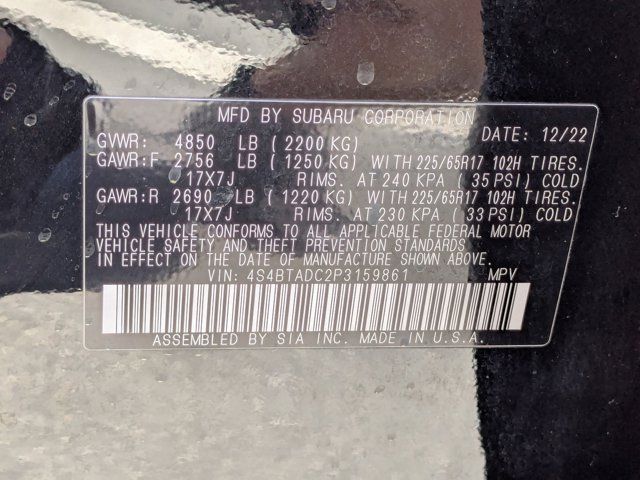 MFD BY SUBARU CORPORATION
GVWR: 4850 LB (2200 KG) DATE: 12/22
GAWR:F 2756 LB (1250 KG) WITH 225/65R17 102H TIRES.
17X7J RIMS. AT 240 KPA (35 PSI) COLD
GAWR:R 2690 LB (1220 KG) WITH 225/65R17 102H TIRES.
17X7J RIMS. AT 230 KPA (33 PSI) COLD
THIS VEHICLE CONFORMS TO ALL APPLICABLE FEDERAL MOTOR
VEHICLE SAFETY AND THEFT PREVENTION STANDARDS
IN EFFECT ON THE DATE OF MANUFACTURE SHOWN ABOVE.
VIN: 4S4BTADC2P3159861 MPV
ASSEMBLED BY SIA INC. MADE IN U.S.A.